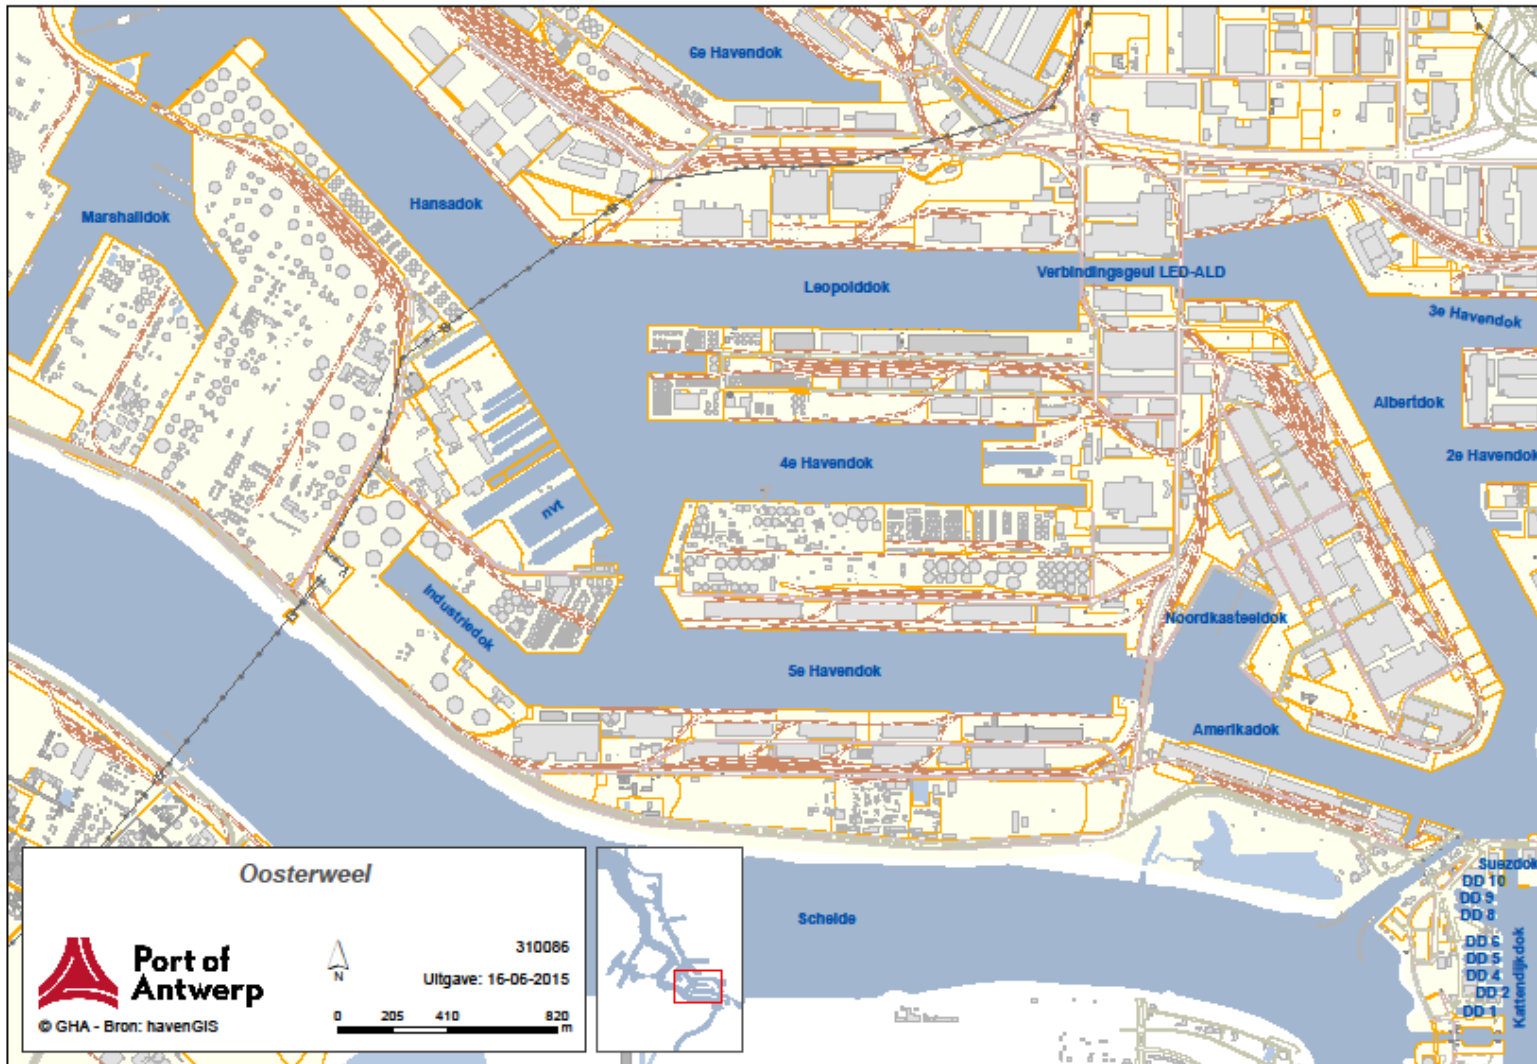 6e Havendok
Marshalldok
Hansadok
Leopolddok
Verbindingsgeul LED-ALD
3e Havendok
Albertdok
2e Havendok
4e Havendok
nvt
Industriedok
Noordkasteeldok
5e Havendok
Amerikadok
Suezdok
DD 10
DD 9
DD 8
DD 6
DD 5
DD 4
DD 2
DD 1
Kattendijkdok
Schelde
Oosterweel
Port of
Antwerp
© GHA - Bron: havenGIS
N
310086
Uitgave: 16-06-2015
0 205 410 820
m